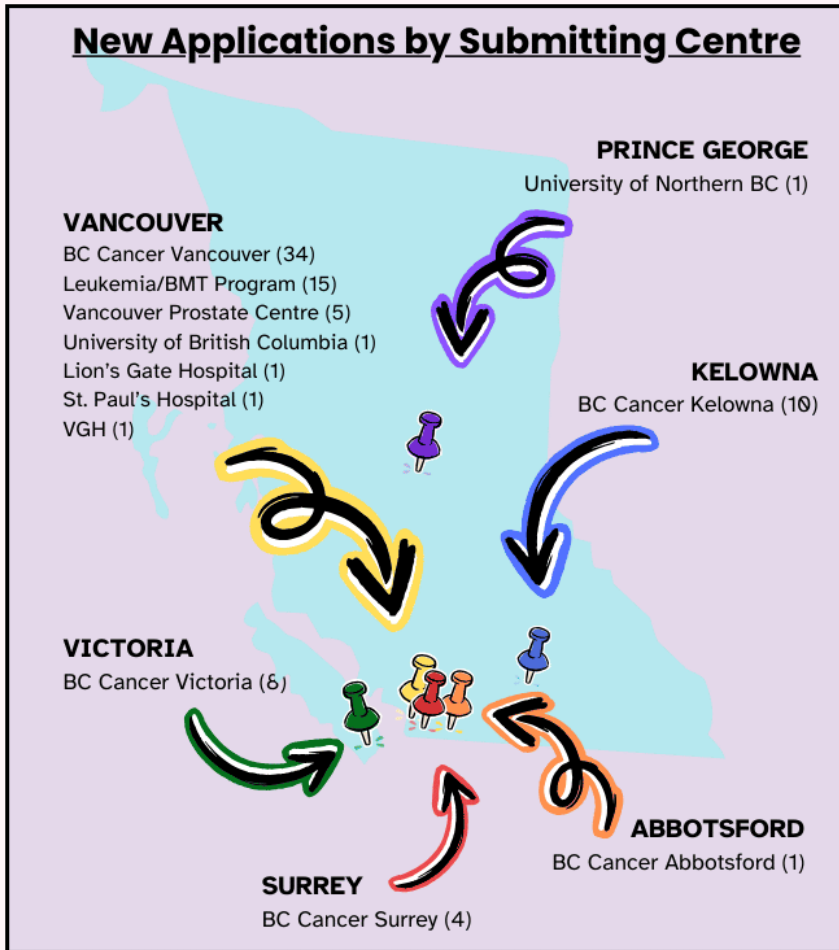 New Applications by Submitting Centre
PRINCE GEORGE
University of Northern BC (1)
VANCOUVER
BC Cancer Vancouver (34)
Leukemia/BMT Program (15)
Vancouver Prostate Centre (5)
University of British Columbia (1)
Lion's Gate Hospital (1)
St. Paul's Hospital (1)
VGH (1)
KELOWNA
BC Cancer Kelowna (10)
VICTORIA
BC Cancer Victoria
ABBOTSFORD
BC Cancer Abbotsford (1)
SURREY
BC Cancer Surrey (4)